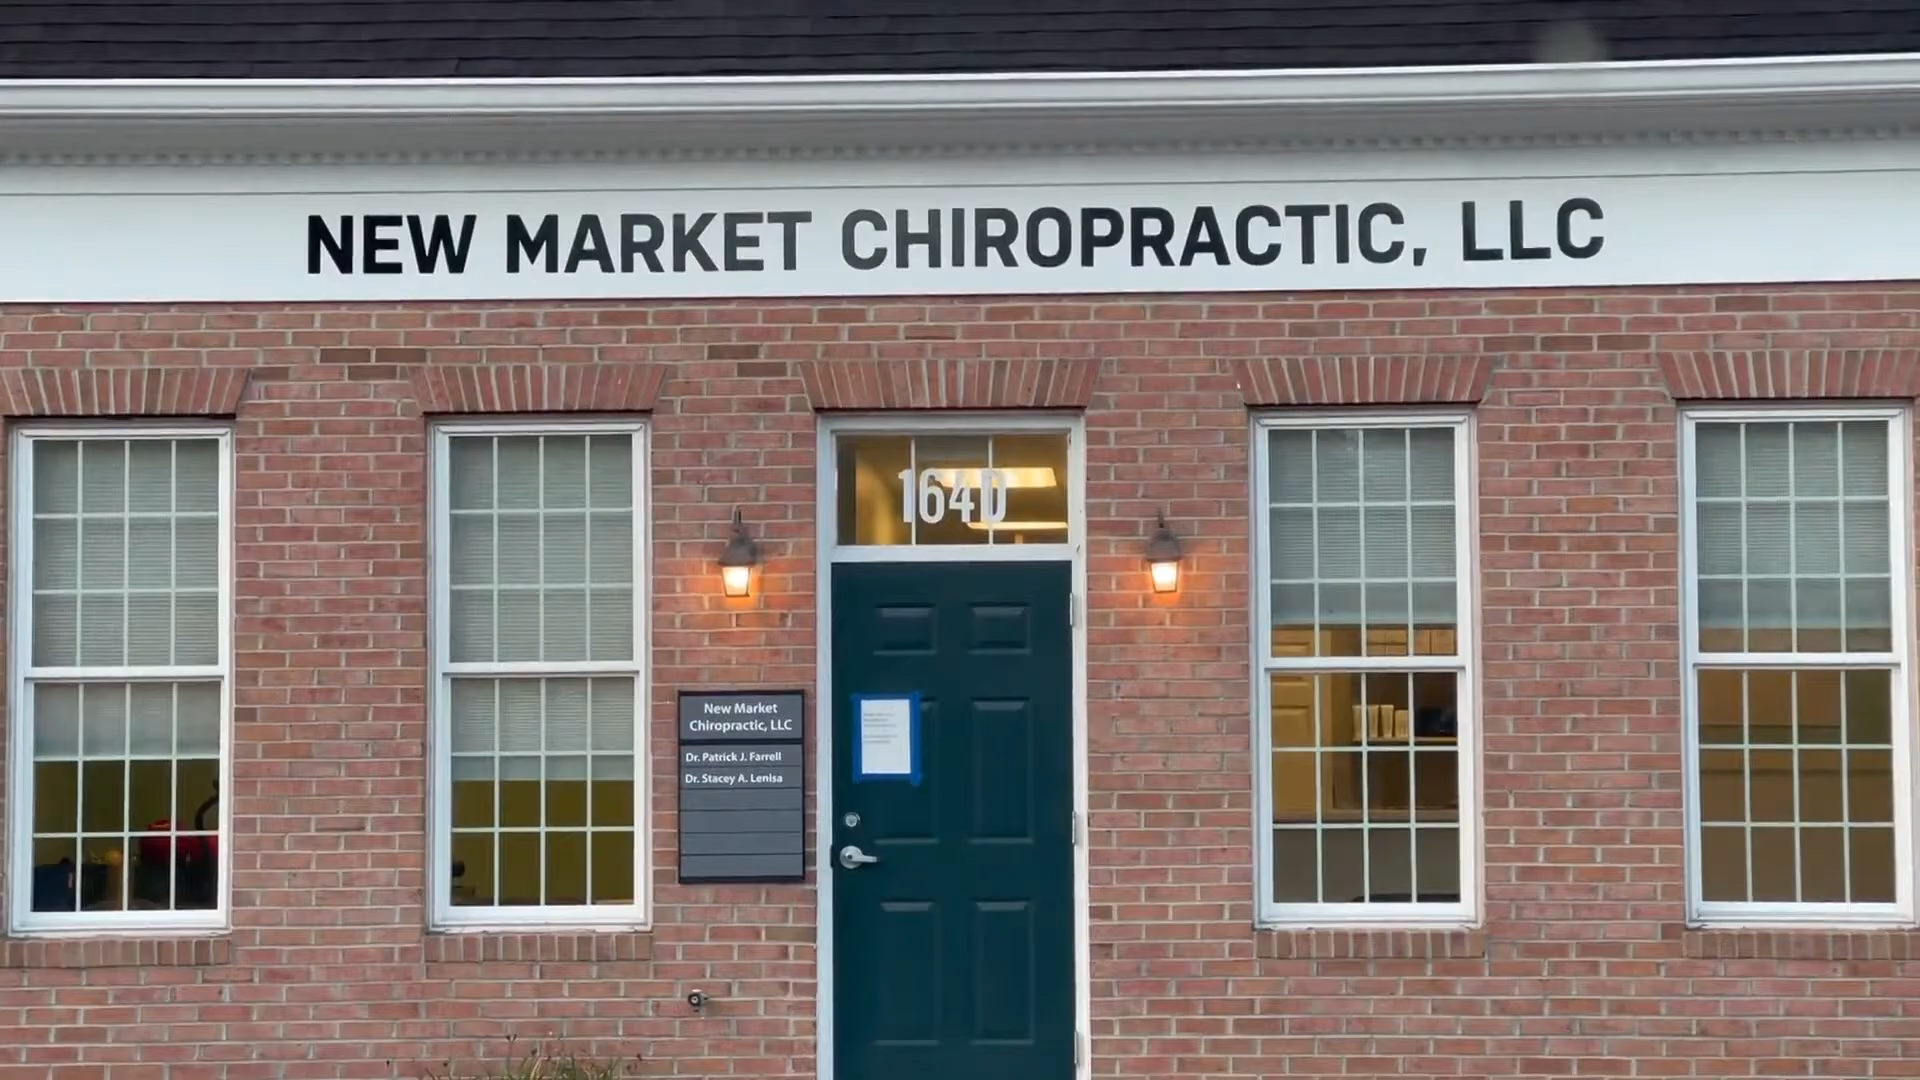 NEW MARKET CHIROPRACTIC, LLC
164D
New Market
Chiropractic, LLC
Dr. Patrick J. Farrell
Dr. Stacey A. Lenisa